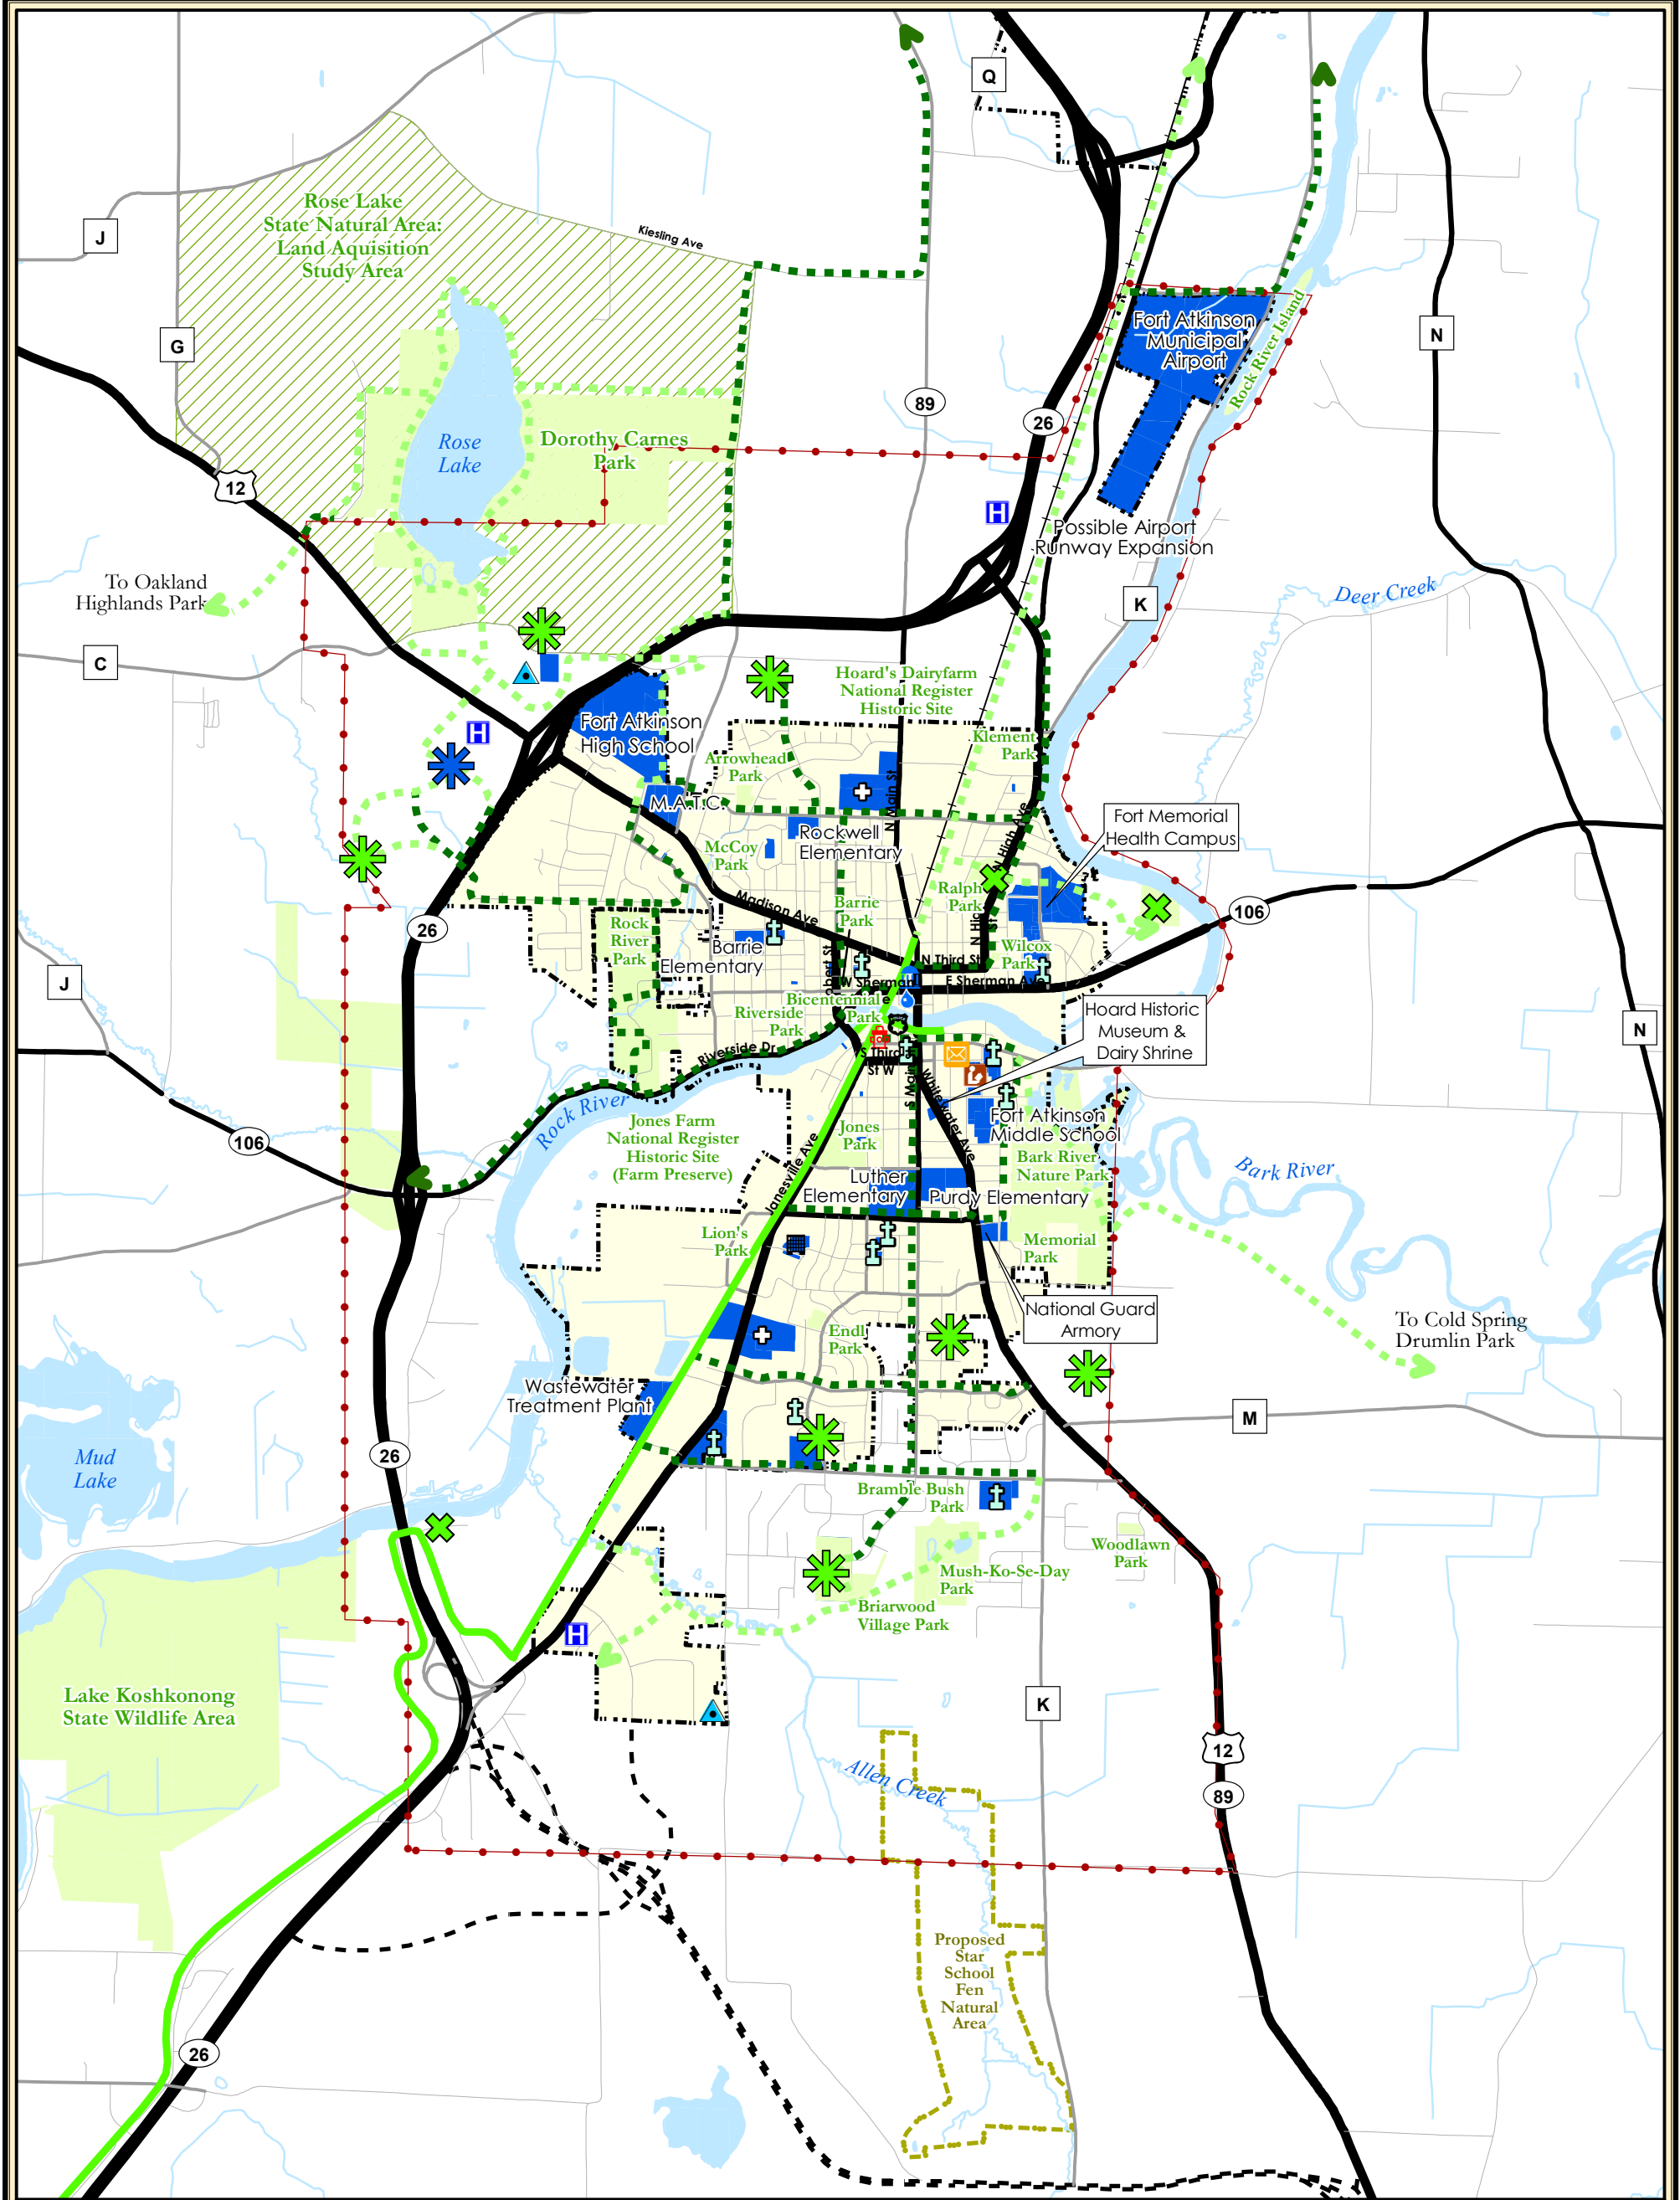 Q
Rose Lake
State Natural Area:
Land Aquisition
Study Area
J
Kiesling Ave
G
N
Fort Atkinson
Municipal
Airport
Rock River Island
89
26
Rose
Lake
Dorothy Carnes
Park
12
H
Possible Airport
Runway Expansion
To Oakland
Highlands Park
Deer Creek
K
C
Hoard's Dairyfarm
National Register
Historic Site
Fort Atkinson
High School
H
Klement
Park
Arrowhead
Park
M.A.T.C.
N Main St
Rockwell
Elementary
N High Ave
Fort Memorial
Health Campus
McCoy
Park
Madison Ave
Barrie
Park
Ralph
Park
106
26
Rock
River
Park
Barrie
Elementary
Wilcox
Park
N Third St
W Sherman
E Sherman Ave
J
Bicentennial
Park
Riverside
Park
Hoard Historic
Museum &
Dairy Shrine
N
Riverside Dr
S Third
St W
S Main
Whitewater Ave
Rock River
Jones Farm
National Register
Historic Site
(Farm Preserve)
Jones
Park
Fort Atkinson
Middle School
106
Bark River
Nature Park
Bark River
Janesville Ave
Luther
Elementary
Purdy Elementary
Lion's
Park
Memorial
Park
National Guard
Armory
To Cold Spring
Drumlin Park
Endl
Park
Wastewater
Treatment Plant
M
Mud
Lake
26
Bramble Bush
Park
Woodlawn
Park
Mush-Ko-Se-Day
Park
Briarwood
Village Park
H
Lake Koshkonong
State Wildlife Area
K
12
Allen Creek
89
Proposed
Star
School
Fen
Natural
Area
26